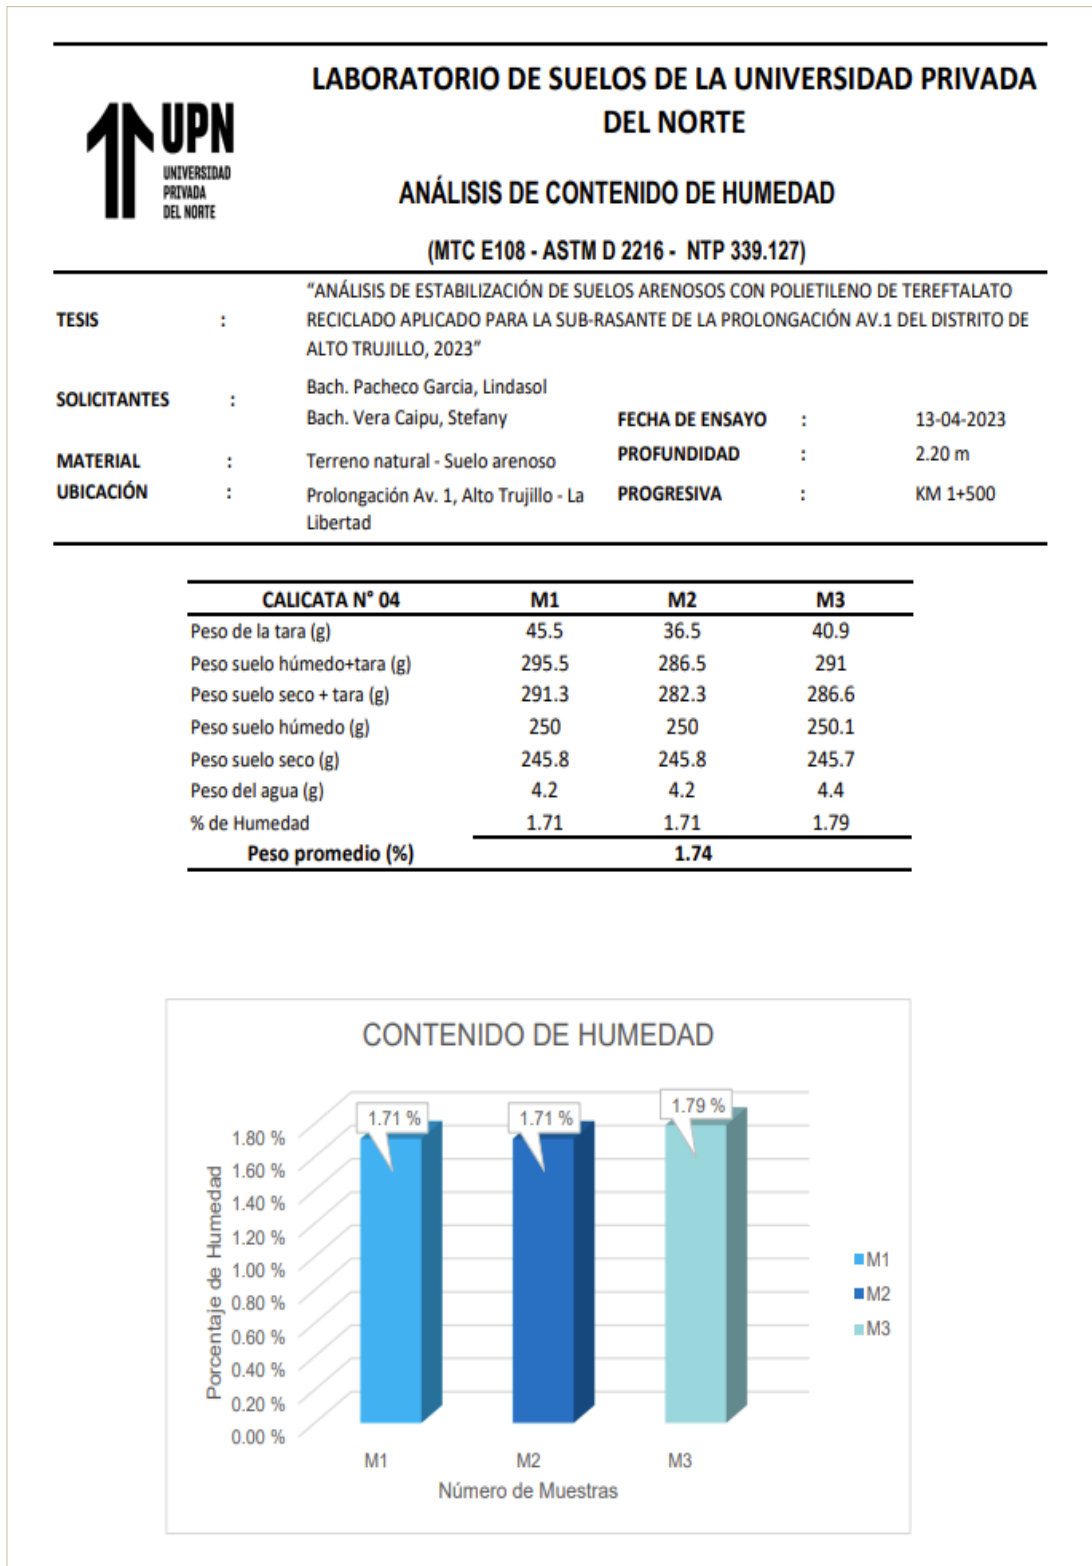 LABORATORIO DE SUELOS DE LA UNIVERSIDAD PRIVADA
DEL NORTE
UPN
UNIVERSIDAD
PRIVADA
DEL NORTE
ANÁLISIS DE CONTENIDO DE HUMEDAD
(MTC E108 - ASTM D 2216 - NTP 339.127)
TESIS : "ANÁLISIS DE ESTABILIZACIÓN DE SUELOS ARENOSOS CON POLIETILENO DE TEREFTALATO
RECICLADO APLICADO PARA LA SUB-RASANTE DE LA PROLONGACIÓN AV.1 DEL DISTRITO DE
ALTO TRUJILLO, 2023"
SOLICITANTES : Bach. Pacheco Garcia, Lindasol
Bach. Vera Caipu, Stefany FECHA DE ENSAYO : 13-04-2023
MATERIAL : Terreno natural - Suelo arenoso PROFUNDIDAD : 2.20 m
UBICACIÓN : Prolongación Av. 1, Alto Trujillo - La PROGRESIVA : KM 1+500
Libertad
CALICATA N° 04 M1 M2 M3
Peso de la tara (g) 45.5 36.5 40.9
Peso suelo húmedo+tara (g) 295.5 286.5 291
Peso suelo seco + tara (g) 291.3 282.3 286.6
Peso suelo húmedo (g) 250 250 250.1
Peso suelo seco (g) 245.8 245.8 245.7
Peso del agua (g) 4.2 4.2 4.4
% de Humedad 1.71 1.71 1.79
Peso promedio (%) 1.74
CONTENIDO DE HUMEDAD
1.71 % 1.71 % 1.79 %
Porcentaje de Humedad
1.80 %
1.60 %
1.40 %
1.20 %
1.00 %
0.80 %
0.60 %
0.40 %
0.20 %
0.00 %
M1 M2 M3
Número de Muestras
M1
M2
M3